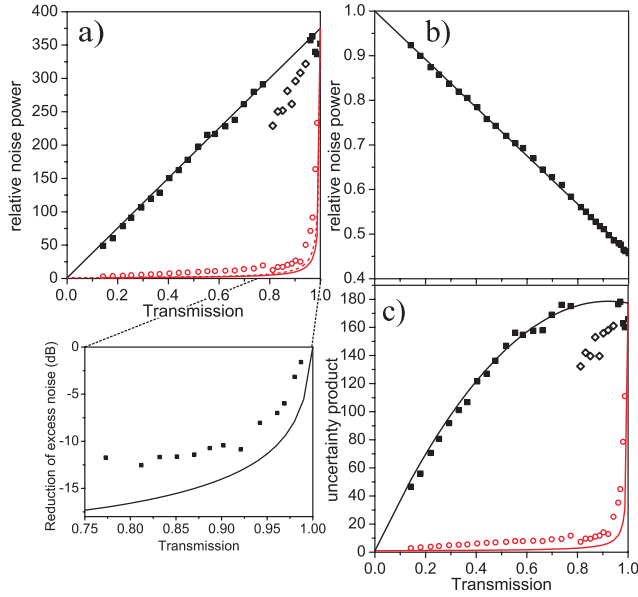 a)
relative noise power
400
350
300
250
200
150
100
50
0
0.0 0.2 0.4 0.6 0.8 1.0
Transmission
b)
relative noise power
1.0
0.9
0.8
0.7
0.6
0.5
0.4
c)
uncertainty product
180
160
140
120
100
80
60
40
20
0
0.0 0.2 0.4 0.6 0.8 1.0
Transmission
Reduction of excess noise (dB)
0
-5
-10
-15
0.75 0.80 0.85 0.90 0.95 1.00
Transmission